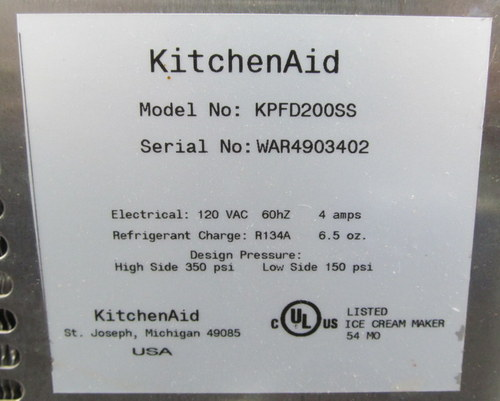 KitchenAid
Model No: KPFD200SS
Serial No: WAR4903402
Electrical: 120 VAC 60hZ 4 amps
Refrigerant Charge: R134A 6.5 oz.
Design Pressure:
High Side 350 psi Low Side 150 psi
KitchenAid
St. Joseph, Michigan 49085
USA
C UL US
LISTED
ICE CREAM MAKER
54 MO